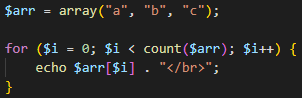 $arr = array("a", "b", "c");
for ($i = 0; $i < count($arr); $i++) {
    echo $arr[$i] . "</br>";
}